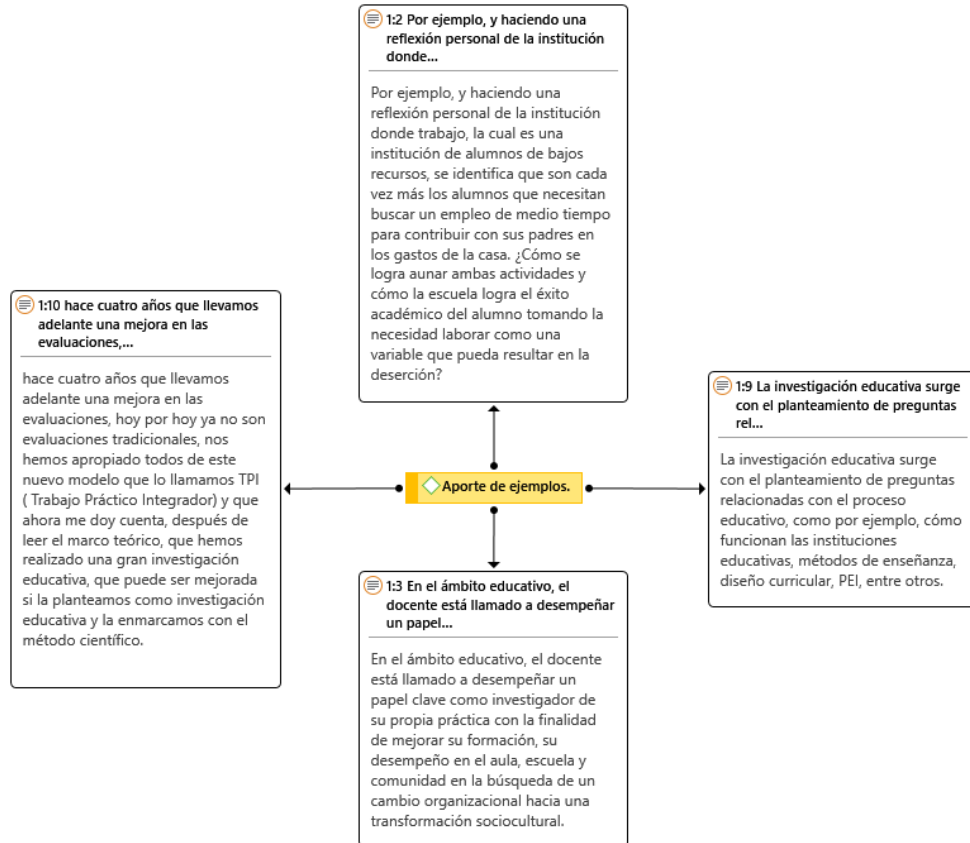 1:2 Por ejemplo, y haciendo una
reflexión personal de la institución
donde...
Por ejemplo, y haciendo una
reflexión personal de la institución
donde trabajo, la cual es una
institución de alumnos de bajos
recursos, se identifica que son cada
vez más los alumnos que necesitan
buscar un empleo de medio tiempo
para contribuir con sus padres en
los gastos de la casa. ¿Cómo se
logra aunar ambas actividades y
cómo la escuela logra el éxito
académico del alumno tomando la
necesidad laborar como una
variable que pueda resultar en la
deserción?
1:10 hace cuatro años que llevamos
adelante una mejora en las
evaluaciones,...
hace cuatro años que llevamos
adelante una mejora en las
evaluaciones, hoy por hoy ya no son
evaluaciones tradicionales, nos
hemos apropiado todos de este
nuevo modelo que lo llamamos TPI
( Trabajo Práctico Integrador) y que
ahora me doy cuenta, después de
leer el marco teórico, que hemos
realizado una gran investigación
educativa, que puede ser mejorada
si la planteamos como investigación
educativa y la enmarcamos con el
método científico.
Aporte de ejemplos.
1:9 La investigación educativa surge
con el planteamiento de preguntas
rel...
La investigación educativa surge
con el planteamiento de preguntas
relacionadas con el proceso
educativo, como por ejemplo, cómo
funcionan las instituciones
educativas, métodos de enseñanza,
diseño curricular, PEI, entre otros.
1:3 En el ámbito educativo, el
docente está llamado a desempeñar
un papel...
En el ámbito educativo, el docente
está llamado a desempeñar un
papel clave como investigador de
su propia práctica con la finalidad
de mejorar su formación, su
desempeño en el aula, escuela y
comunidad en la búsqueda de un
cambio organizacional hacia una
transformación sociocultural.